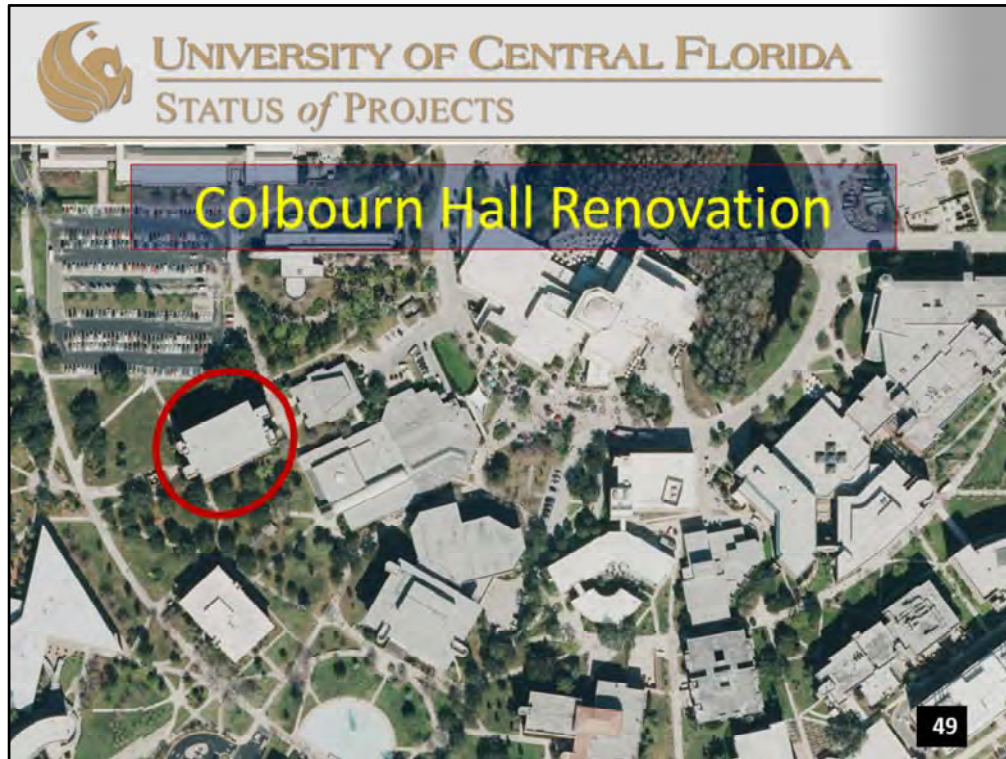 UNIVERSITY OF CENTRAL FLORIDA
STATUS of PROJECTS
Colbourn Hall Renovation
49